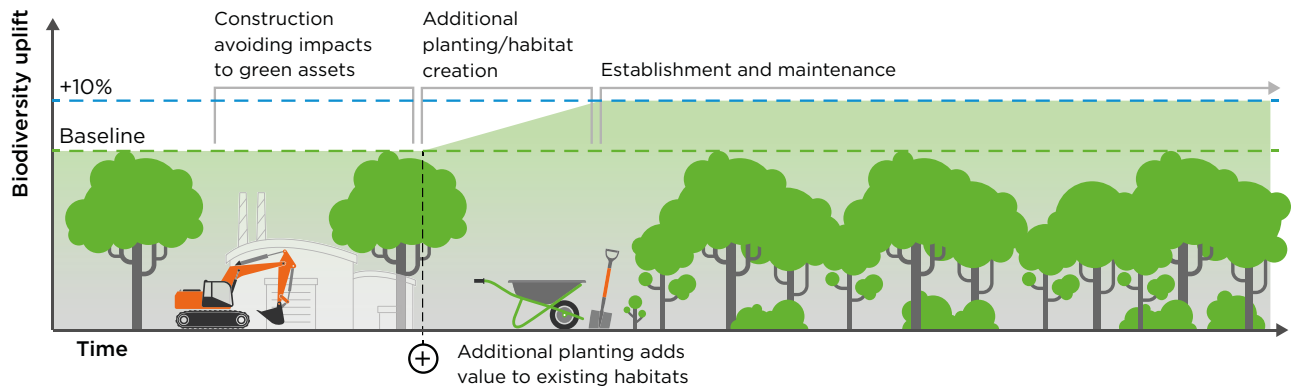 Biodiversity uplift
Construction
avoiding impacts
to green assets
Additional
planting/habitat
creation
Establishment and maintenance
+10%
Baseline
Time
+
Additional planting adds
value to existing habitats